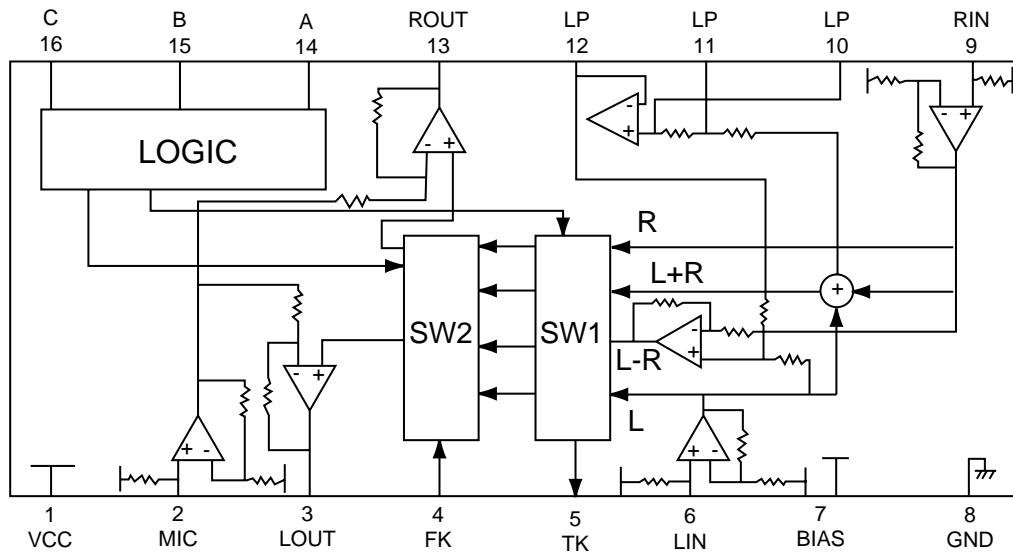 C B A ROUT LP LP LP RIN
16 15 14 13 12 11 10 9
LOGIC
- +
- +
-
+
R
L+R
+
SW2 SW1
-
+
L-R
- +
L
+ -
+ -
1 2 3 4 5 6 7 8
VCC MIC LOUT FK TK LIN BIAS GND